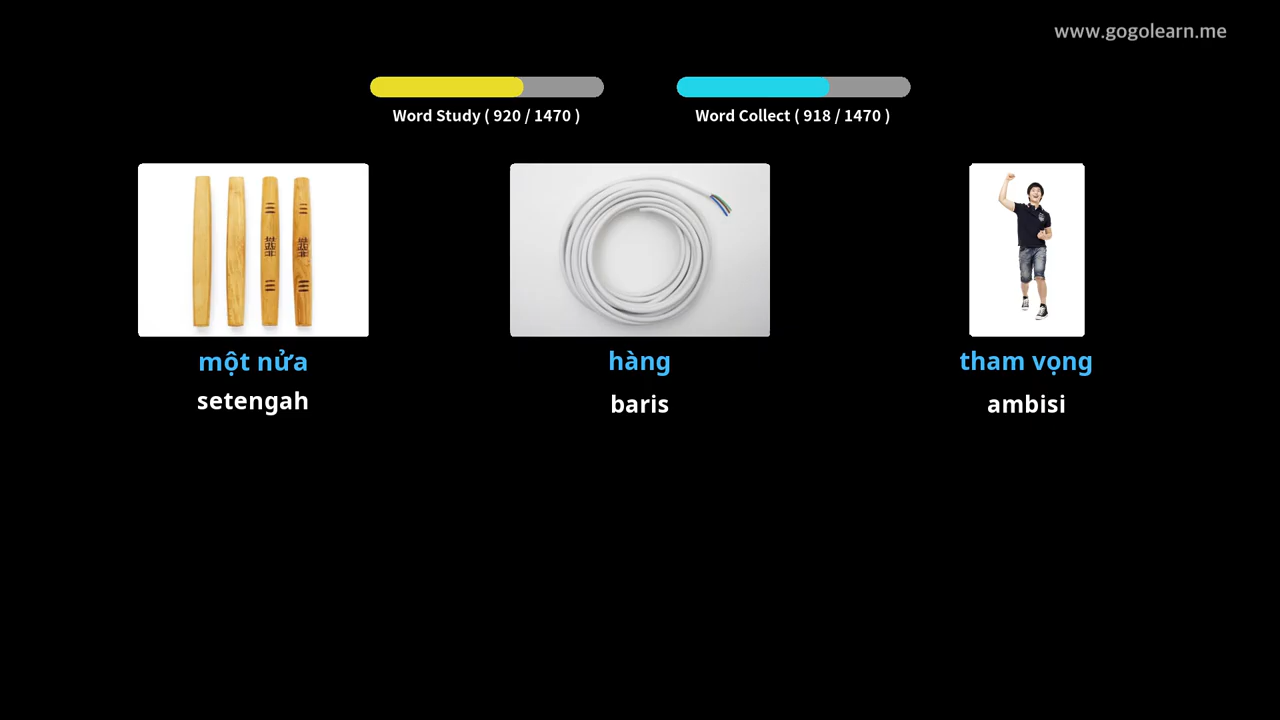 www.gogolearn.me
Word Study ( 920 / 1470 )
Word Collect ( 918 / 1470 )
một nửa
setengah
hàng
baris
tham vọng
ambisi